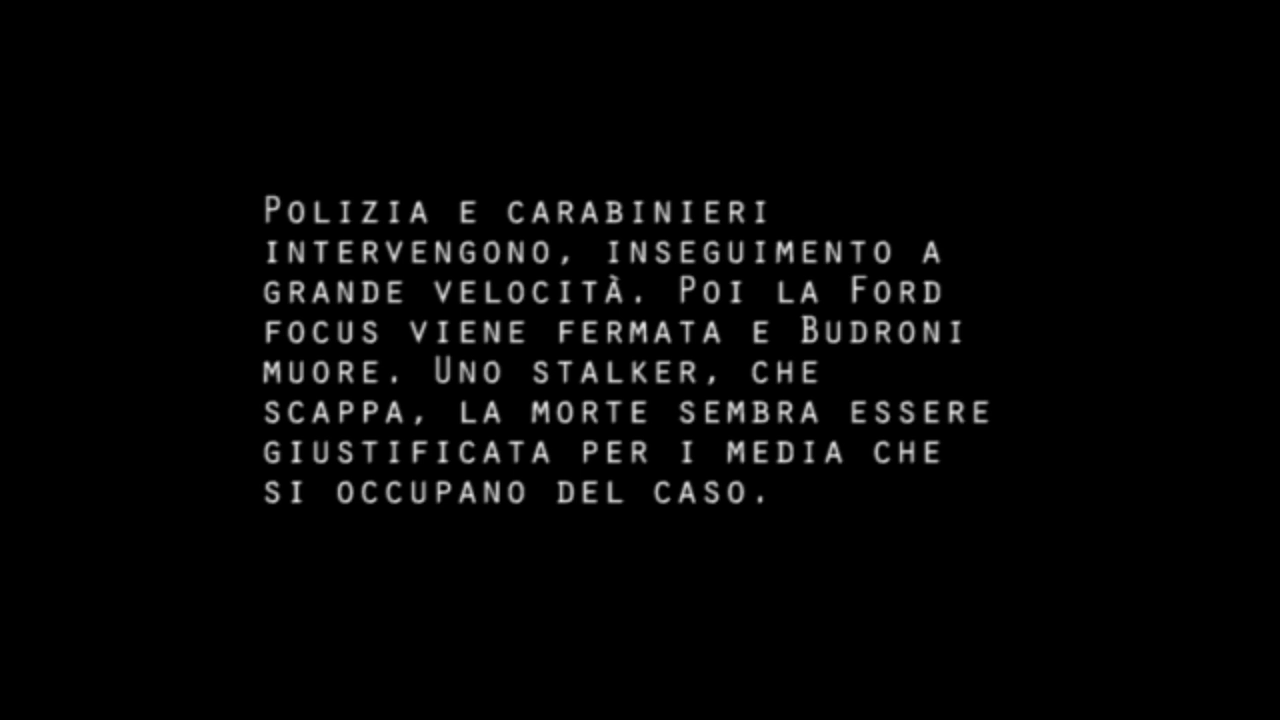 Polizia e carabinieri
intervengono, inseguimento a
grande velocità. Poi la Ford
focus viene fermata e Budroni
muore. Uno stalker, che
scappa, la morte sembra essere
giustificata per i media che
si occupano del caso.